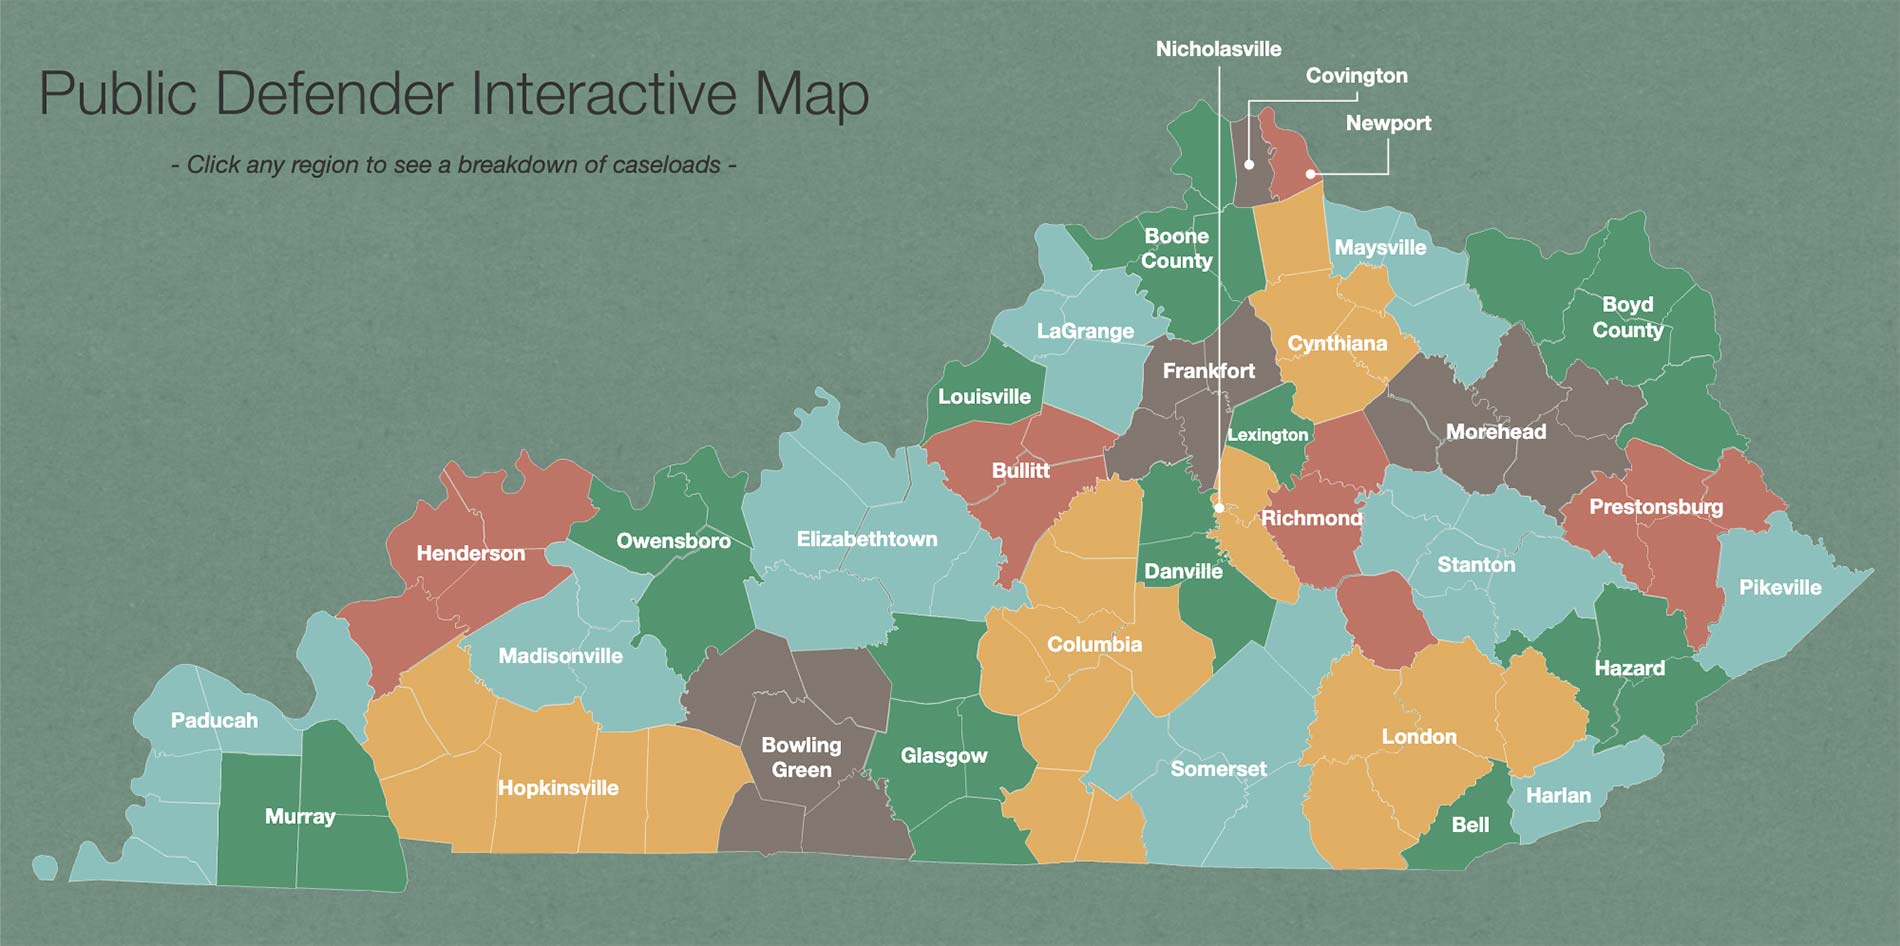 Public Defender Interactive Map
- Click any region to see a breakdown of caseloads -
Nicholasville
Covington
Newport
Boone
County
Maysville
Boyd
County
LaGrange
Cynthiana
Frankfort
Louisville
Lexington
Morehead
Bullitt
Prestonsburg
Richmond
Owensboro
Elizabethtown
Henderson
Stanton
Danville
Pikeville
Columbia
Madisonville
Hazard
Paducah
London
Bowling
Green
Glasgow
Somerset
Hopkinsville
Harlan
Murray
Bell